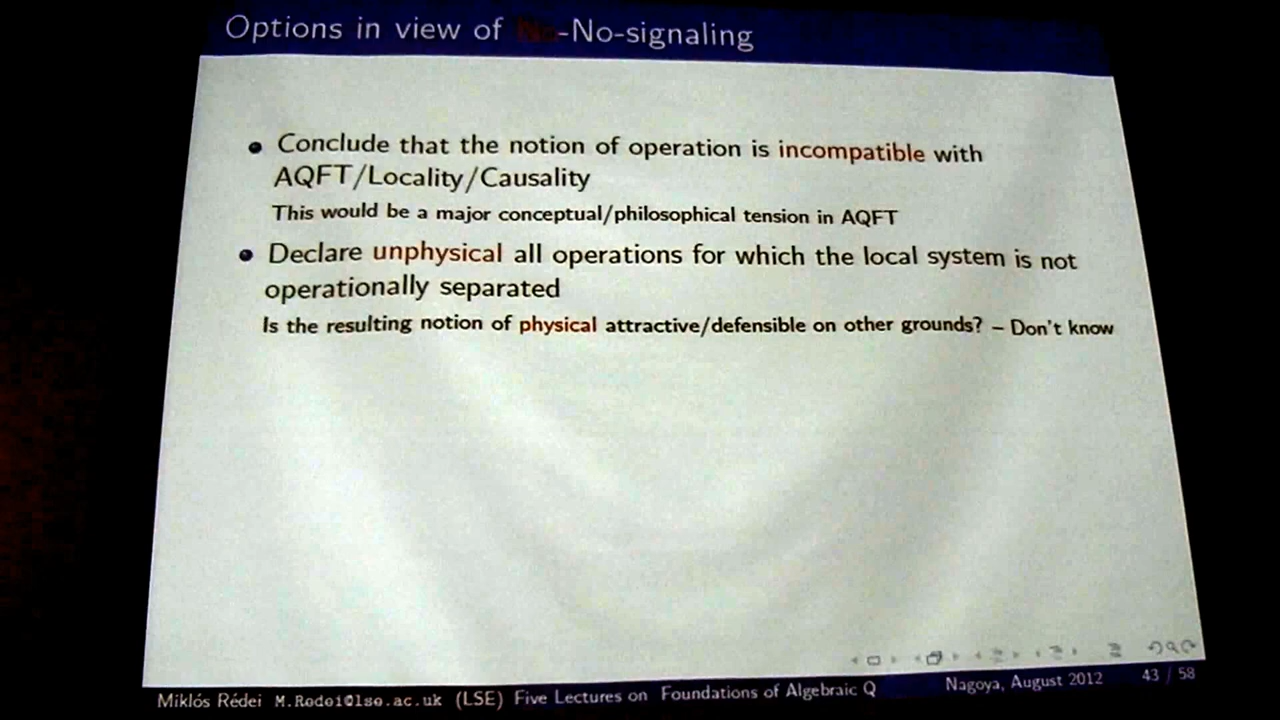 Options in view of No-No-signaling
Conclude that the notion of operation is incompatible with
AQFT/Locality/Causality
This would be a major conceptual/philosophical tension in AQFT
Declare unphysical all operations for which the local system is not
operationally separated
Is the resulting notion of physical attractive/defensible on other grounds? – Don't know
Miklós Rédei M.Redei@lse.ac.uk (LSE) Five Lectures on Foundations of Algebraic Q Nagoya, August 2012 43 / 58